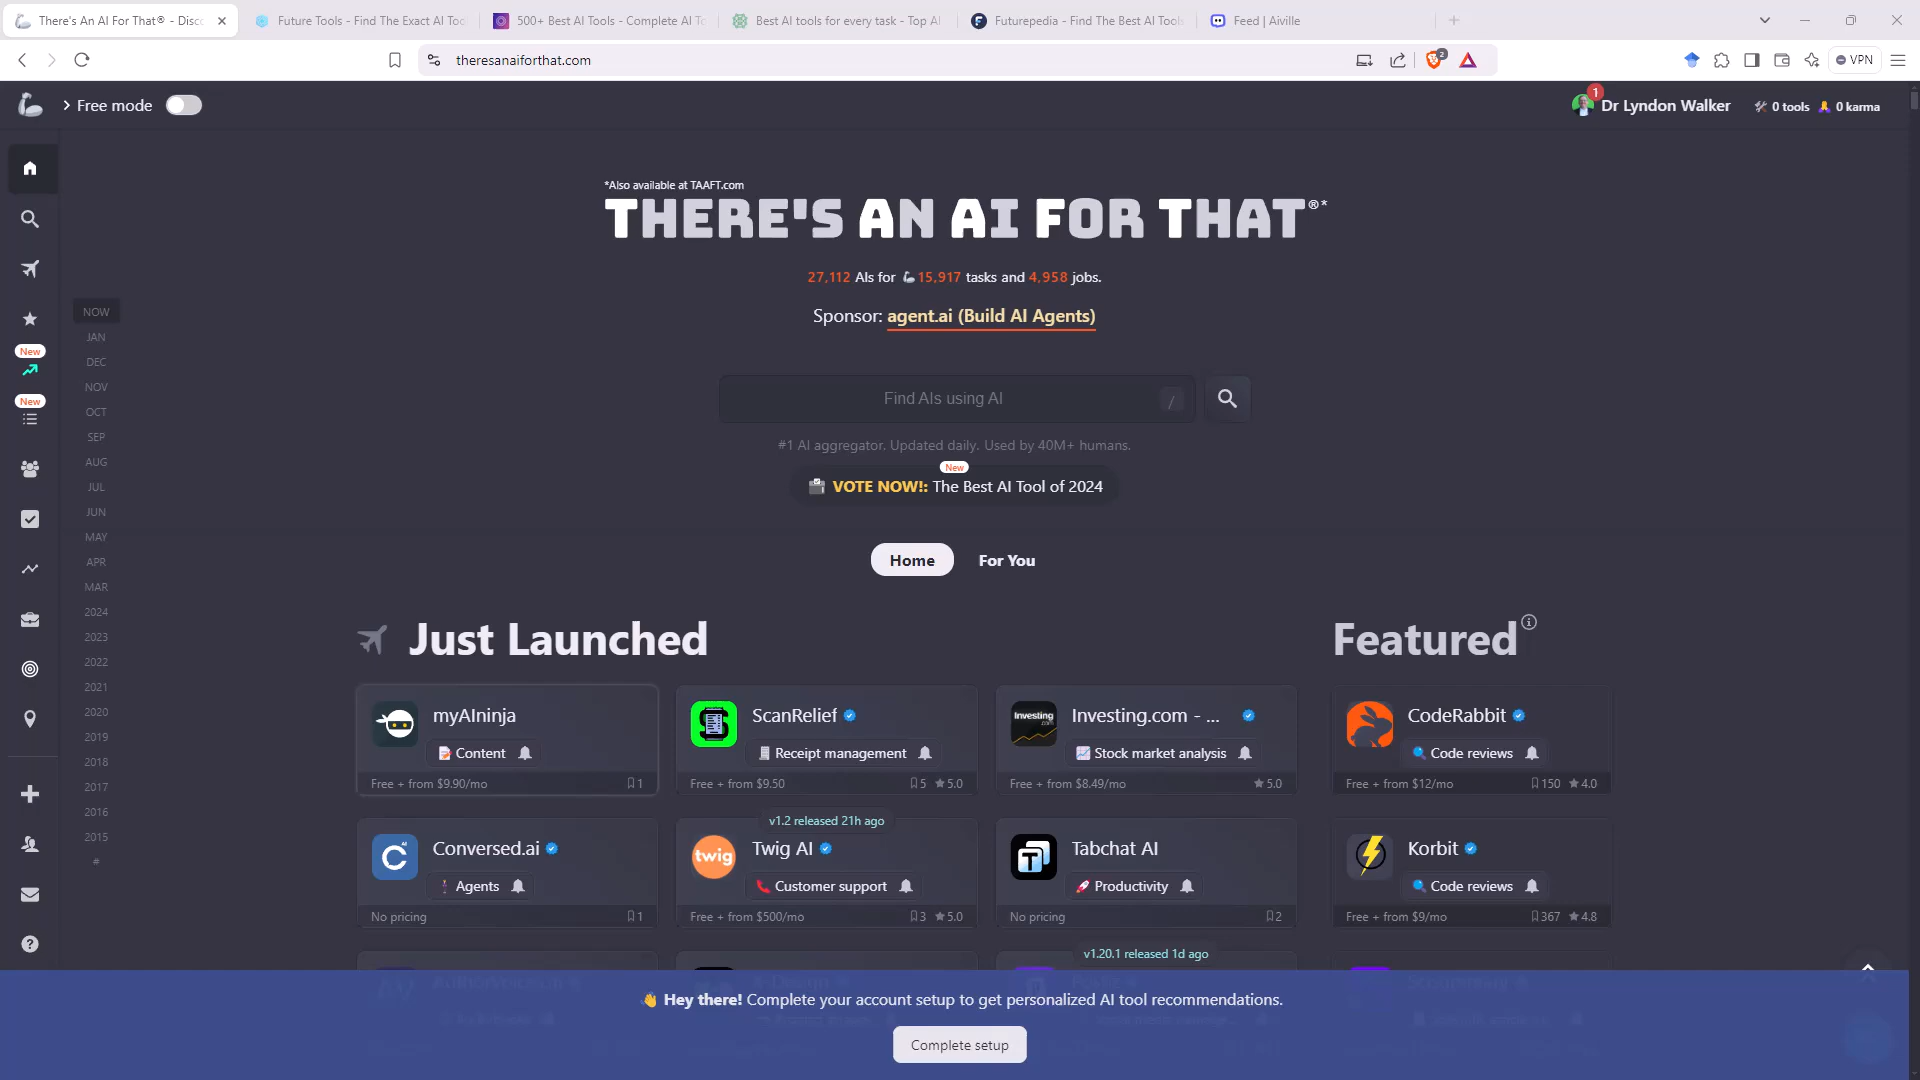 There's An AI For That® - Disco
Future Tools - Find The Exact AI Too
500+ Best AI Tools - Complete AI To
Best AI tools for every task - Top AI
Futurepedia - Find The Best AI Tools
Feed | Aiville
theresanaiforthat.com
2
VPN
Free mode
1
Dr Lyndon Walker
0 tools
0 karma
*Also available at TAAFT.com
THERE'S AN AI FOR THAT®*
27,112 AIs for 15,917 tasks and 4,958 jobs.
Sponsor: agent.ai (Build AI Agents)
Find AIs using AI
/
#1 AI aggregator. Updated daily. Used by 40M+ humans.
New
VOTE NOW!: The Best AI Tool of 2024
Home
For You
New
New
NOW
JAN
DEC
NOV
OCT
SEP
AUG
JUL
JUN
MAY
APR
MAR
2024
2023
2022
2021
2020
2019
2018
2017
2016
2015
#
Just Launched
Featured
myAIninja
Content
Free + from $9.90/mo
1
ScanRelief
Receipt management
Free + from $9.50
5 5.0
Investing.com - ...
Stock market analysis
Free + from $8.49/mo
5.0
CodeRabbit
Code reviews
Free + from $12/mo
150 4.0
Conversed.ai
Agents
No pricing
1
v1.2 released 21h ago
twig
Twig AI
Customer support
Free + from $500/mo
3 5.0
Tabchat AI
Productivity
No pricing
2
Korbit
Code reviews
Free + from $9/mo
367 4.8
v1.20.1 released 1d ago
Hey there! Complete your account setup to get personalized AI tool recommendations.
Complete setup